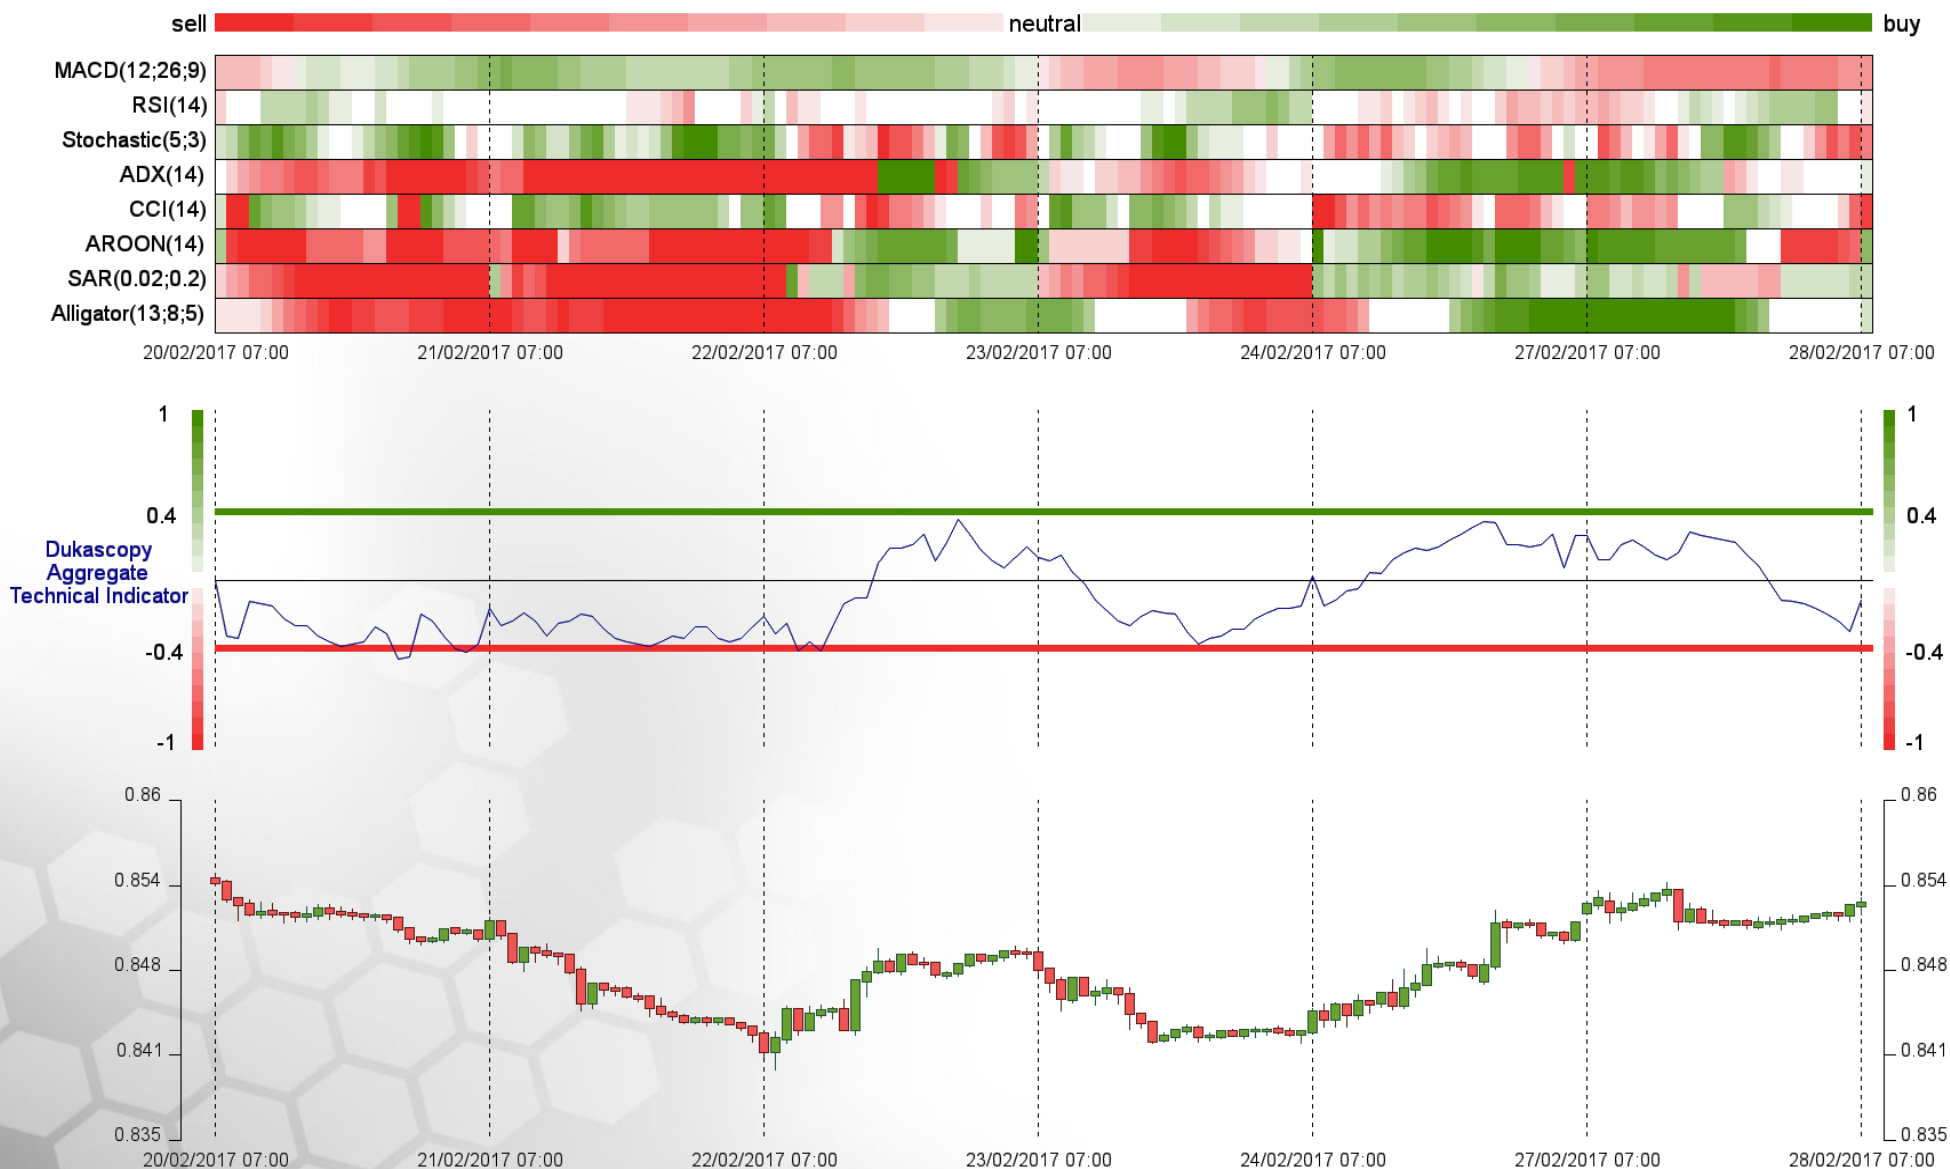 sell neutral buy
MACD(12;26;9)
RSI(14)
Stochastic(5;3)
ADX(14)
CCI(14)
AROON(14)
SAR(0.02;0.2)
Alligator(13;8;5)
20/02/2017 07:00 21/02/2017 07:00 22/02/2017 07:00 23/02/2017 07:00 24/02/2017 07:00 27/02/2017 07:00 28/02/2017 07:00
1 1
0.4 0.4
Dukascopy
Aggregate
Technical Indicator
-0.4 -0.4
-1 -1
0.86 0.86
0.854 0.854
0.848 0.848
0.841 0.841
0.835 0.835
20/02/2017 07:00 21/02/2017 07:00 22/02/2017 07:00 23/02/2017 07:00 24/02/2017 07:00 27/02/2017 07:00 28/02/2017 07:00